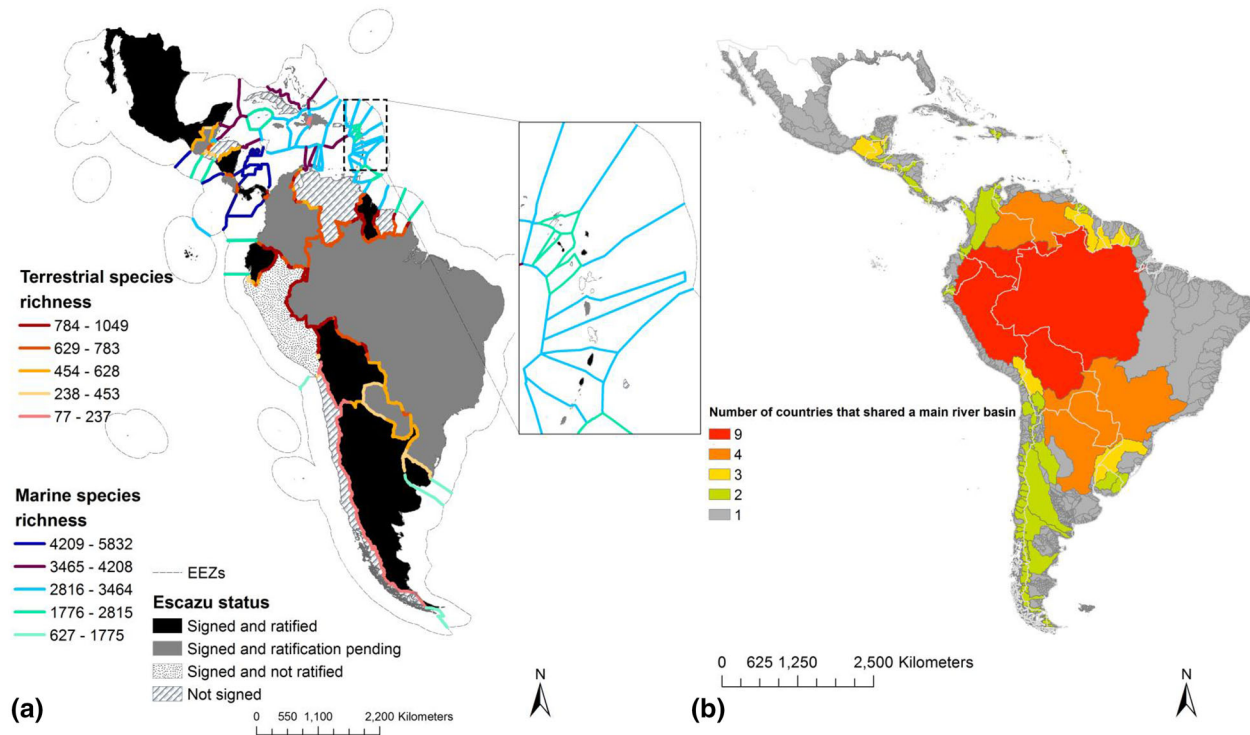 Terrestrial species
richness
784 - 1049
629 - 783
454 - 628
238 - 453
77 - 237
Marine species
richness
4209 - 5832
3465 - 4208
2816 - 3464
1776 - 2815
627 - 1775
EEZs
Escazu status
Signed and ratified
Signed and ratification pending
Signed and not ratified
Not signed
N
0 550 1,100 2,200 Kilometers
(a)
Number of countries that shared a main river basin
9
4
3
2
1
0 625 1,250 2,500 Kilometers
N
(b)